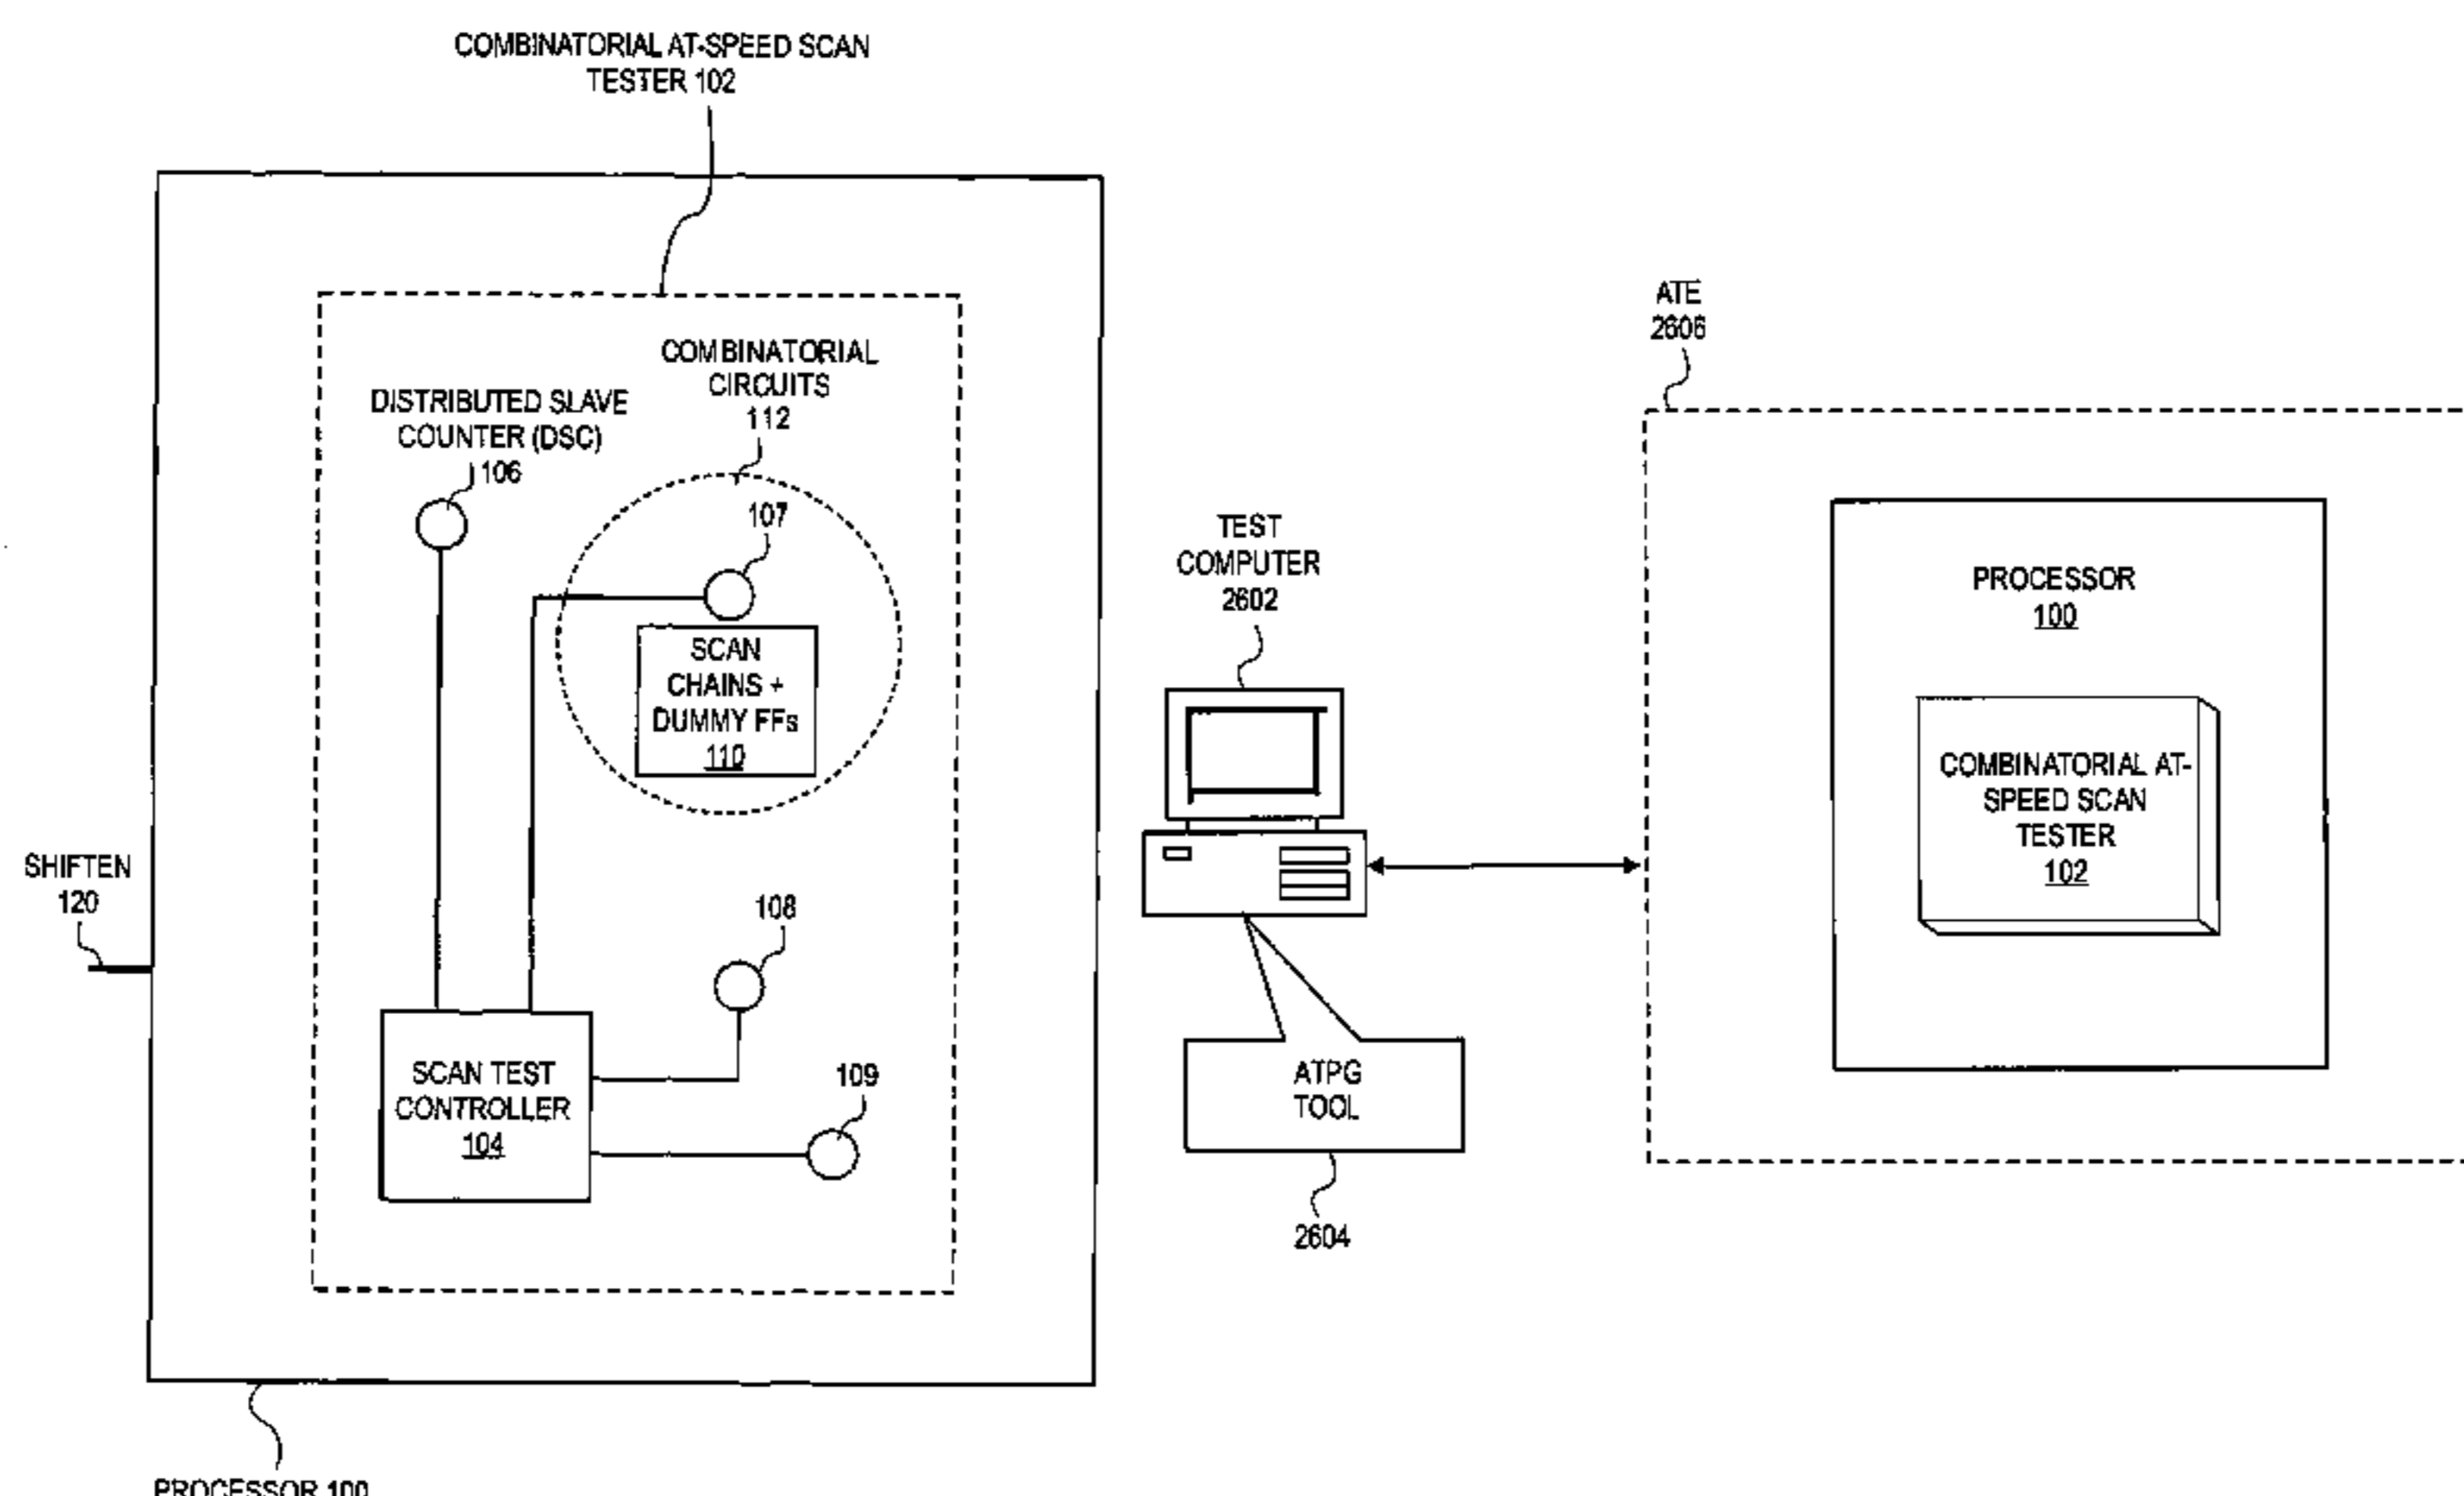 COMBINATORIAL AT-SPEED SCAN
TESTER 102
COMBINATORIAL
CIRCUITS
112
DISTRIBUTED SLAVE
COUNTER (DSC)
106
107
SCAN
CHAINS +
DUMMY FFs
110
SHIFTEN
120
108
SCAN TEST
CONTROLLER
104
109
PROCESSOR 100
TEST
COMPUTER
2602
ATPG
TOOL
2604
ATE
2606
PROCESSOR
100
COMBINATORIAL AT-
SPEED SCAN
TESTER
102